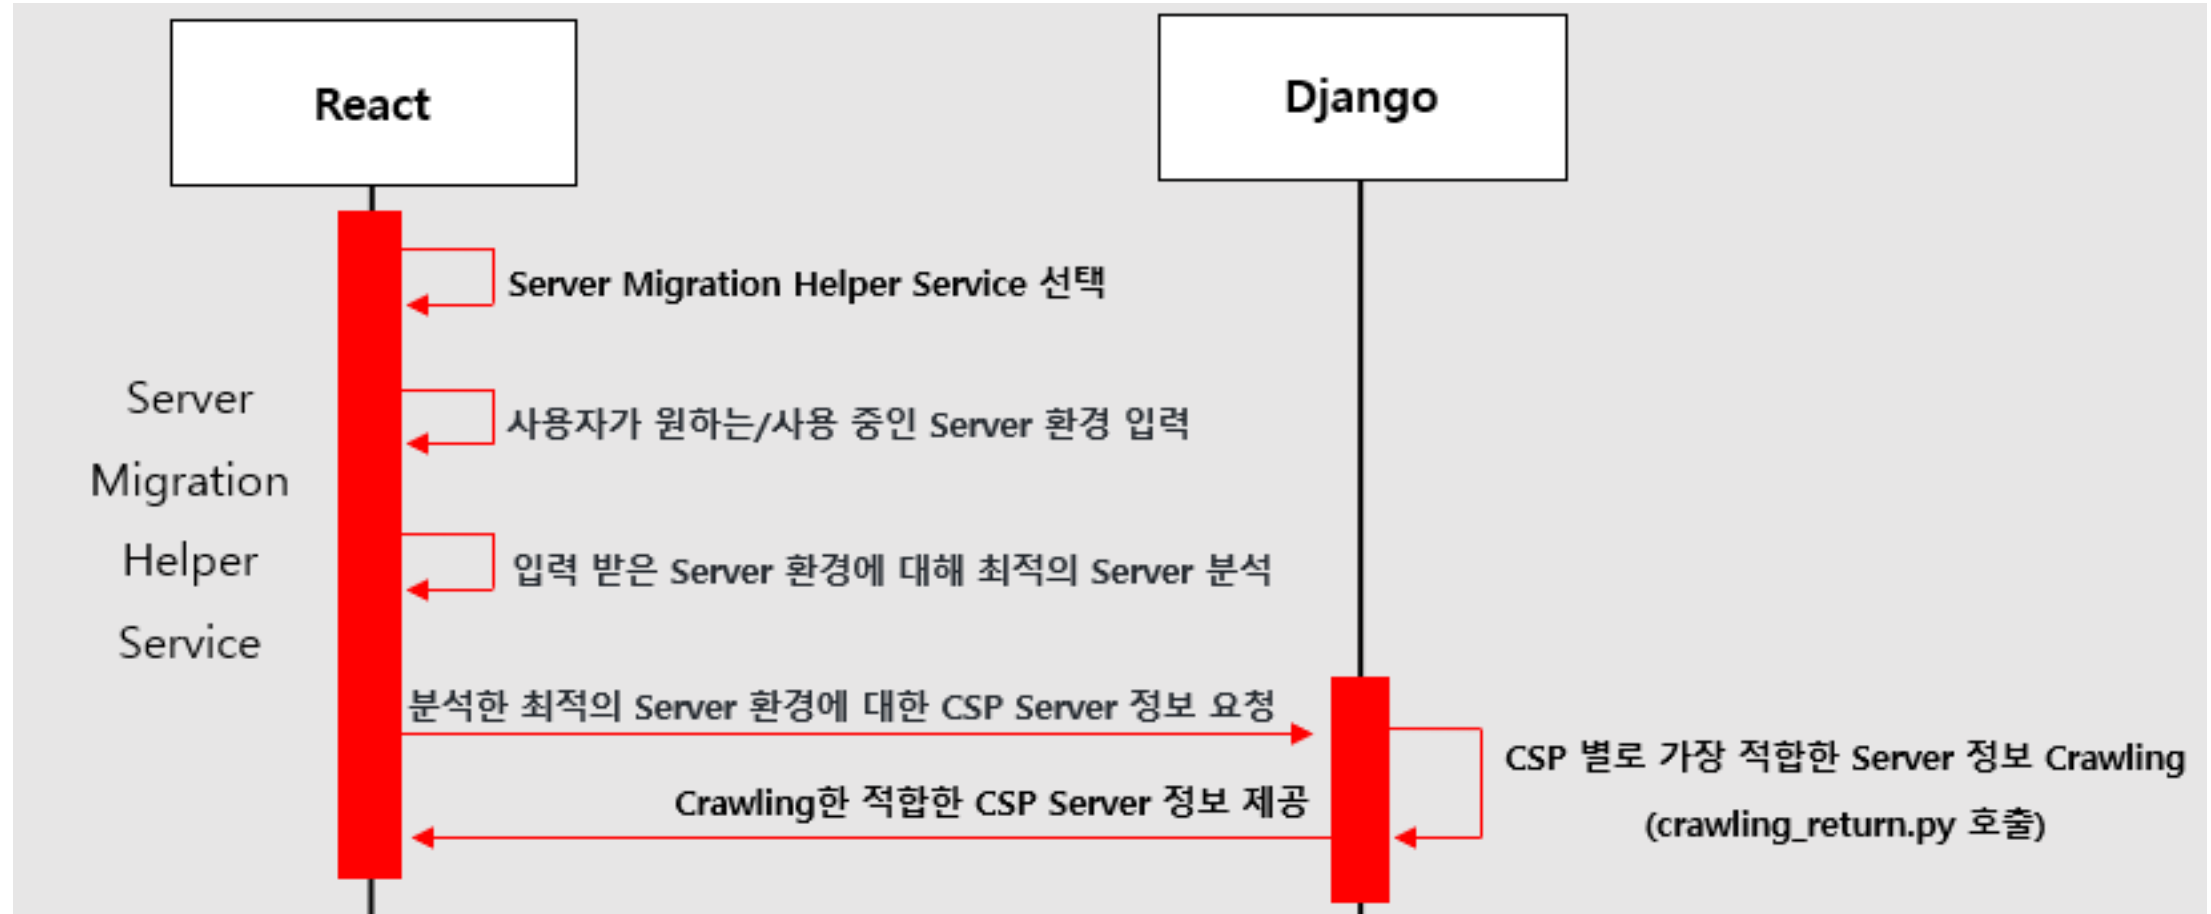 React
Django
Server Migration Helper Service 선택
사용자가 원하는/사용 중인 Server 환경 입력
입력 받은 Server 환경에 대해 최적의 Server 분석
Server
Migration
Helper
Service
분석한 최적의 Server 환경에 대한 CSP Server 정보 요청
CSP 별로 가장 적합한 Server 정보 Crawling
(crawling_return.py 호출)
Crawling한 적합한 CSP Server 정보 제공